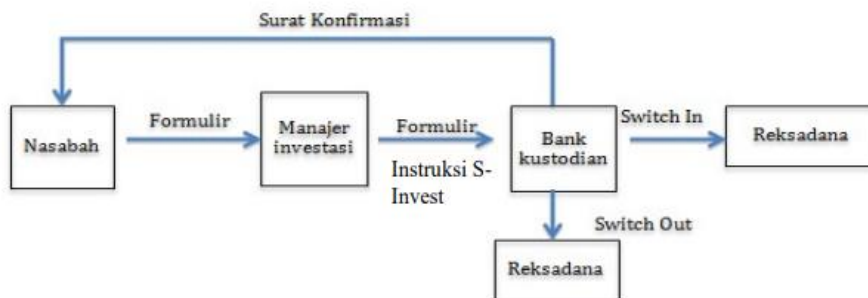 Surat Konfirmasi
Nasabah
Formulir
Manajer
investasi
Formulir
Instruksi S-
Invest
Bank
kustodian
Switch In
Reksadana
Switch Out
Reksadana